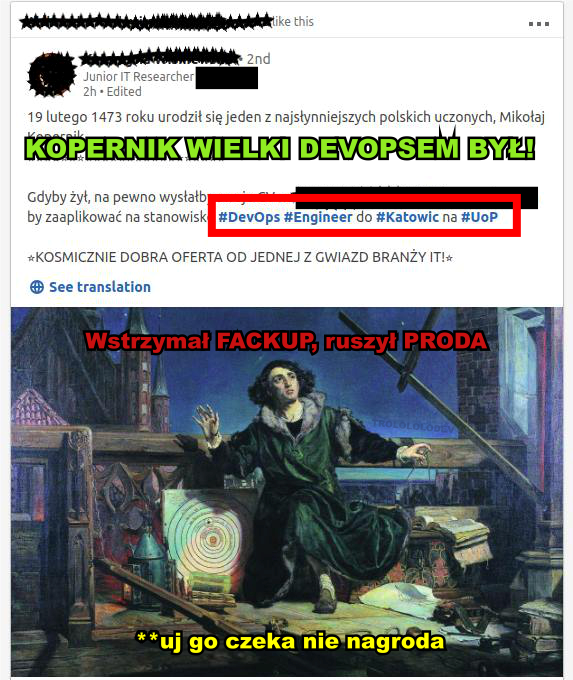 like this
• 2nd
Junior IT Researcher
2h • Edited
19 lutego 1473 roku urodził się jeden z najsłynniejszych polskich uczonych, Mikołaj
Kopernik
KOPERNIK WIELKI DEVOPSEM BYŁ!
Gdyby żył, na pewno
by zaaplikować na stanowisko #DevOps #Engineer do #Katowic na #UoP
⭐KOSMICZNIE DOBRA OFERTA OD JEDNEJ Z GWIAZD BRANŻY IT!⭐
See translation
Wstrzymał FACKUP, ruszył PRODA
**uj go czeka nie nagroda